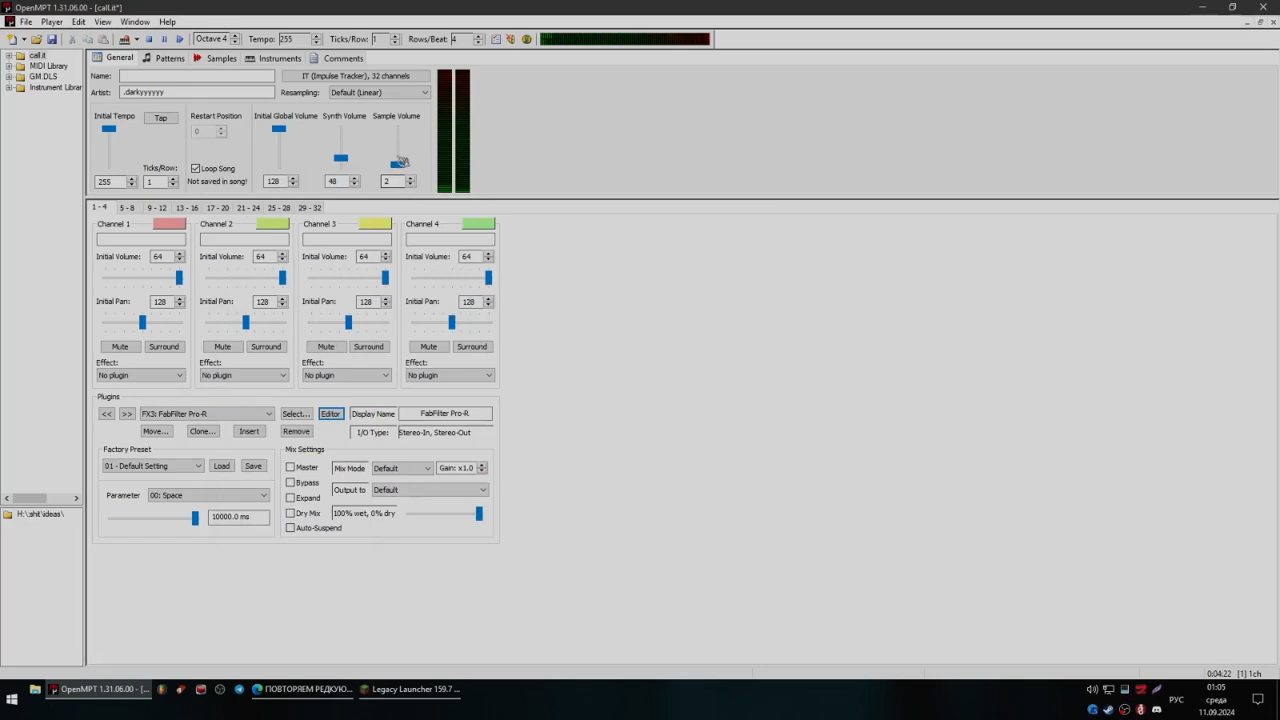 OpenMPT 1.31.06.00 - [call.it]
File Player Edit View Window Help
Octave 4 Tempo: 255 Ticks/Row: 1 Rows/Beat: 4
call.it
MIDI Library
GM.DLS
Instrument Librar
H:\.shit\ideas\
General Patterns Samples Instruments Comments
Name: IT (Impulse Tracker), 32 channels
Artist: .darkyyyyyy Resampling: Default (Linear)
Initial Tempo Tap Restart Position Initial Global Volume Synth Volume Sample Volume
0
Ticks/Row: Loop Song
255 1 Not saved in song! 128 48 2
1 - 4 5 - 8 9 - 12 13 - 16 17 - 20 21 - 24 25 - 28 29 - 32
Channel 1 Channel 2 Channel 3 Channel 4
Initial Volume: 64 Initial Volume: 64 Initial Volume: 64 Initial Volume: 64
Initial Pan: 128 Initial Pan: 128 Initial Pan: 128 Initial Pan: 128
Mute Surround Mute Surround Mute Surround Mute Surround
Effect: Effect: Effect: Effect:
No plugin No plugin No plugin No plugin
Plugins
<< >> FX3: FabFilter Pro-R Select... Editor Display Name FabFilter Pro-R
Move... Clone... Insert Remove I/O Type: Stereo-In, Stereo-Out
Factory Preset
01 - Default Setting Load Save
Parameter 00: Space
10000.0 ms
Mix Settings
Master Mix Mode Default Gain: x1.0
Bypass
Expand Output to Default
Dry Mix 100% wet, 0% dry
Auto-Suspend
0:04:22 [1] 1ch
OpenMPT 1.31.06.00 - [... ПОВТОРЯЕМ РЕДКУЮ... Legacy Launcher 159.7 ...
РУС
01:05
среда
11.09.2024